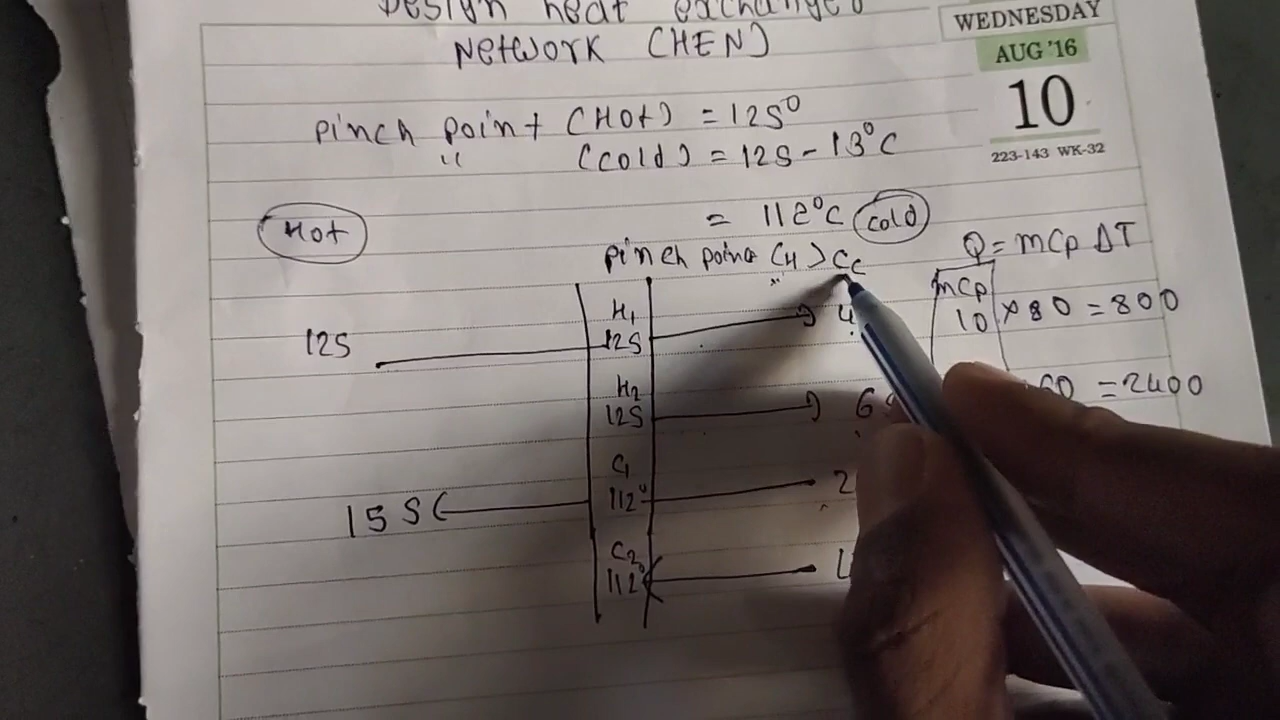 Design heat exchanger
Network (HEN)
WEDNESDAY
AUG '16
10
223-143 WK-32
pinch point (Hot) = 125°
" (cold) = 125 - 13°C
= 112°C cold
Hot
pinch point (H) Cc
Q = mCp ΔT
mCp
10 × 80 = 800
H1
125
125
H2
125
60 = 2400
C1
112°
155
C2
112°